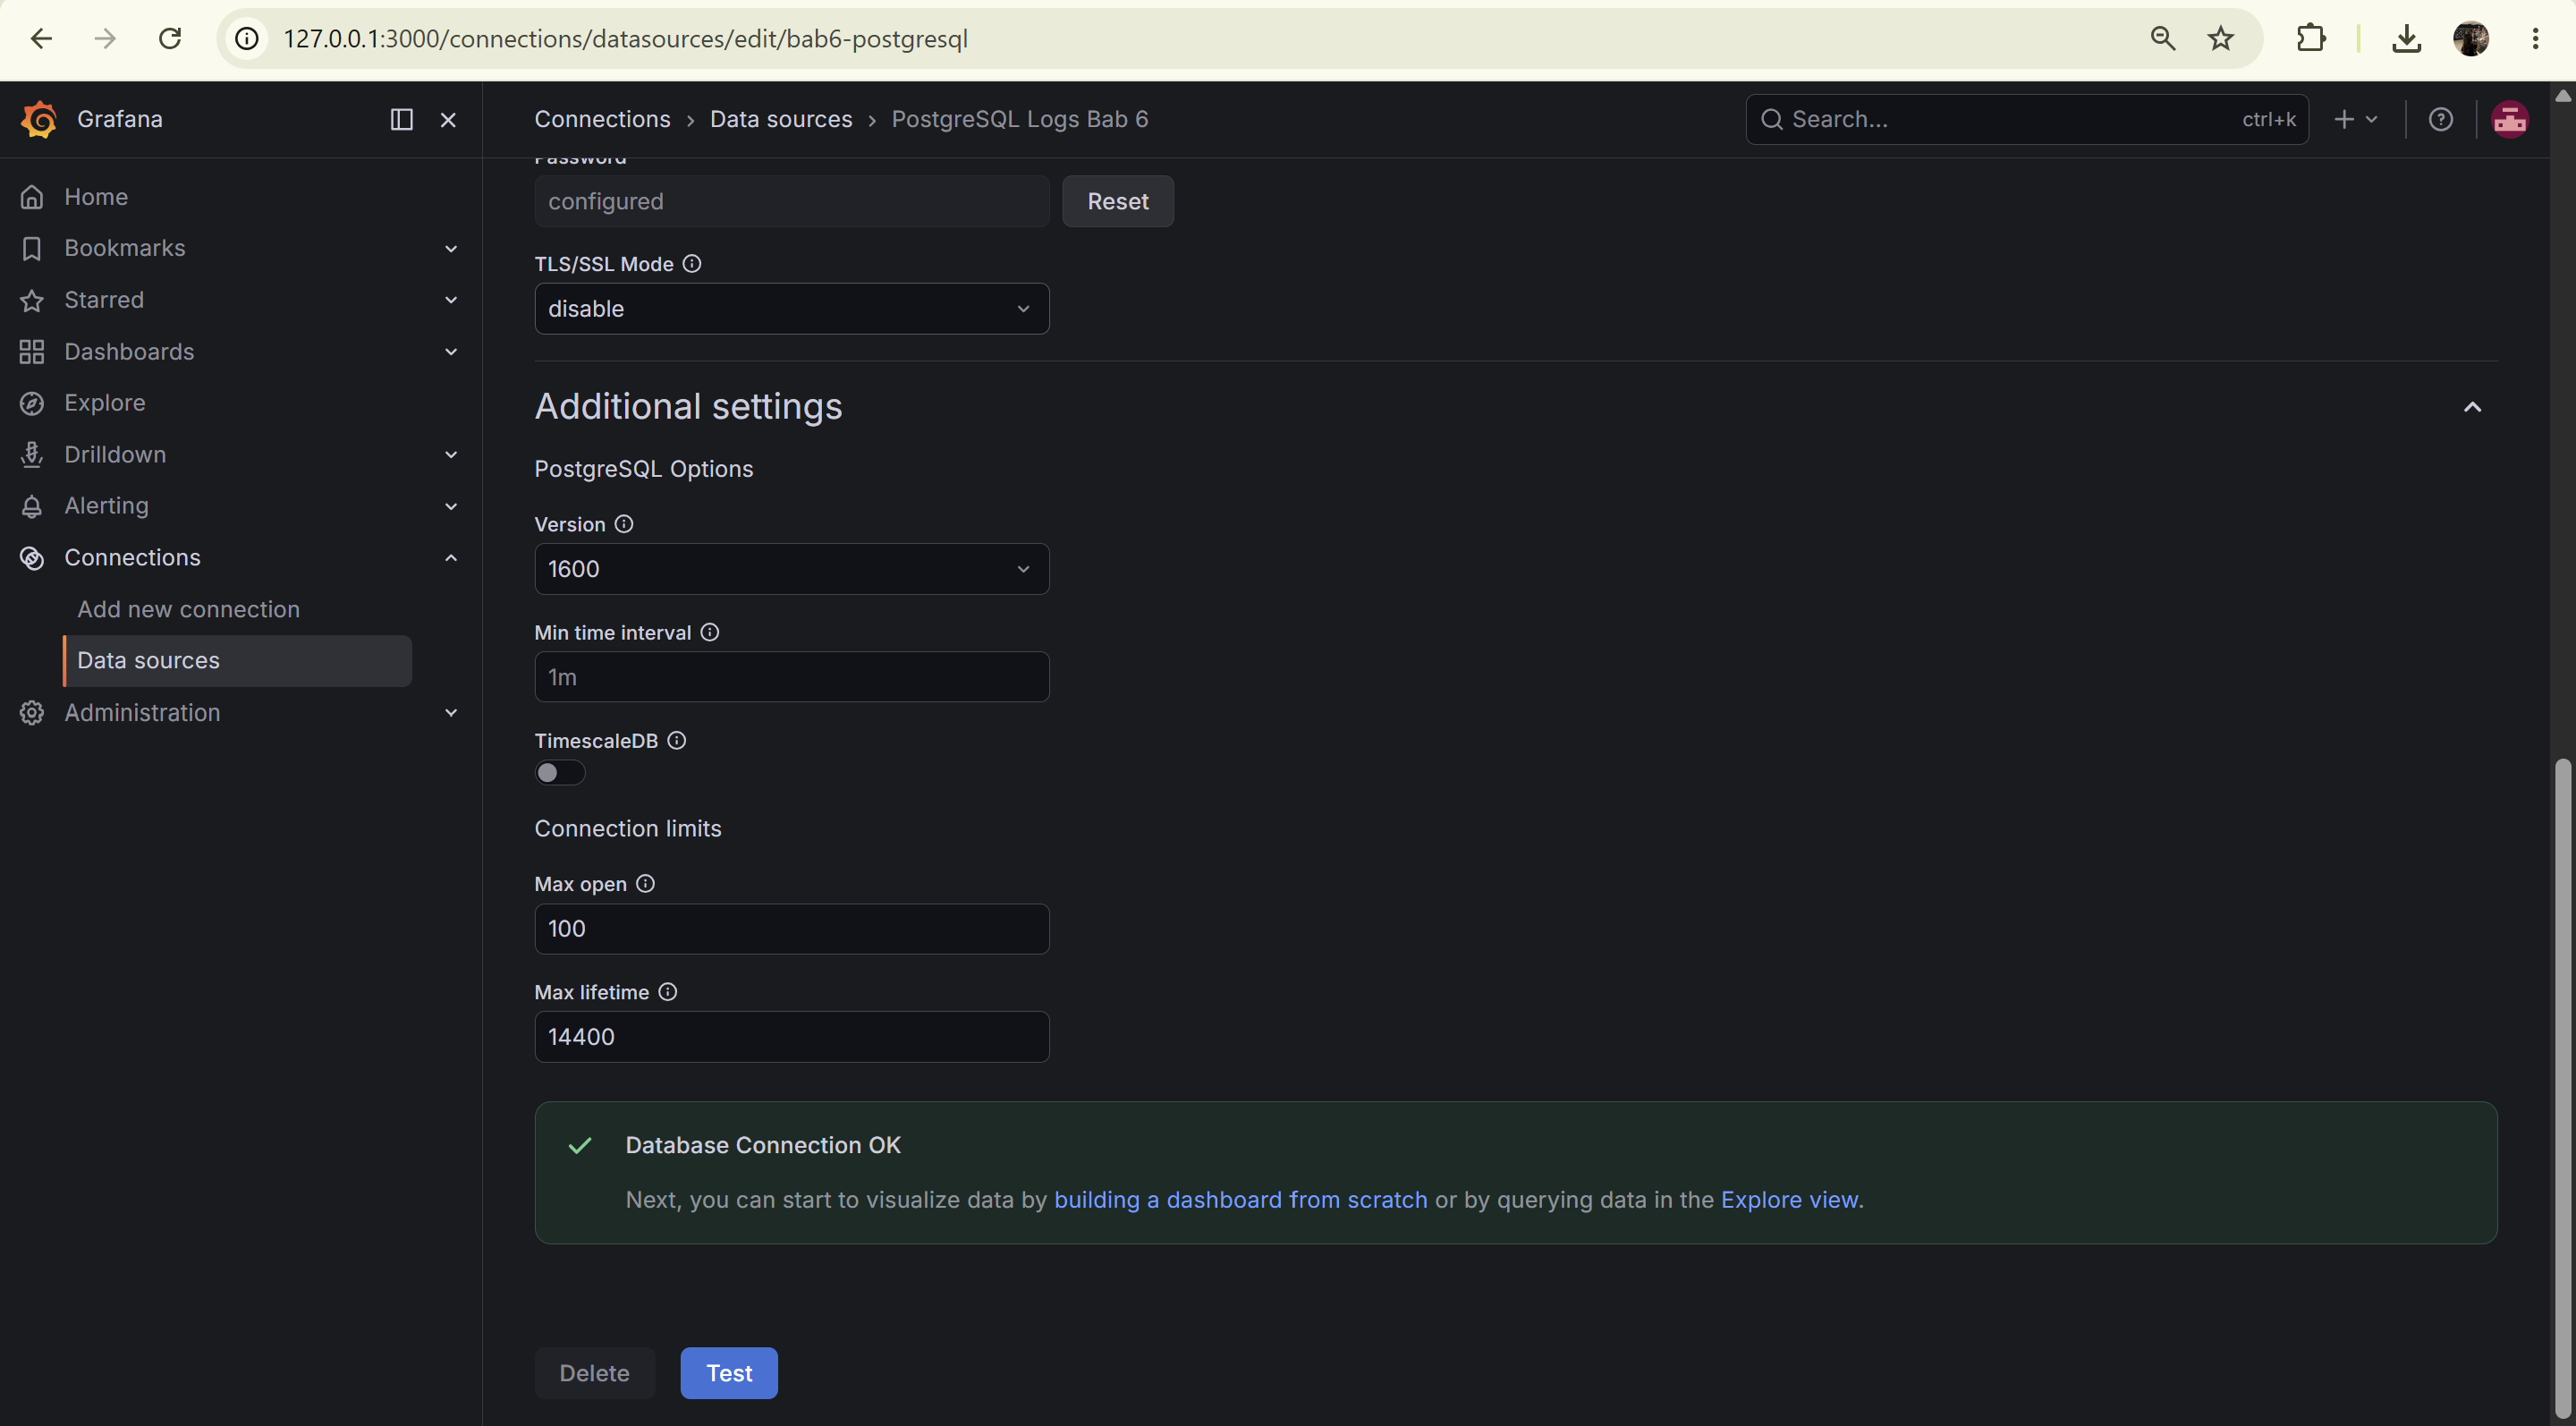 127.0.0.1:3000/connections/datasources/edit/bab6-postgresql
Grafana
Connections › Data sources › PostgreSQL Logs Bab 6
Search...
ctrl+k
Home
Bookmarks
Starred
Dashboards
Explore
Drilldown
Alerting
Connections
Add new connection
Data sources
Administration
Password
configured
Reset
TLS/SSL Mode
disable
Additional settings
PostgreSQL Options
Version
1600
Min time interval
1m
TimescaleDB
Connection limits
Max open
100
Max lifetime
14400
Database Connection OK
Next, you can start to visualize data by building a dashboard from scratch or by querying data in the Explore view.
Delete
Test